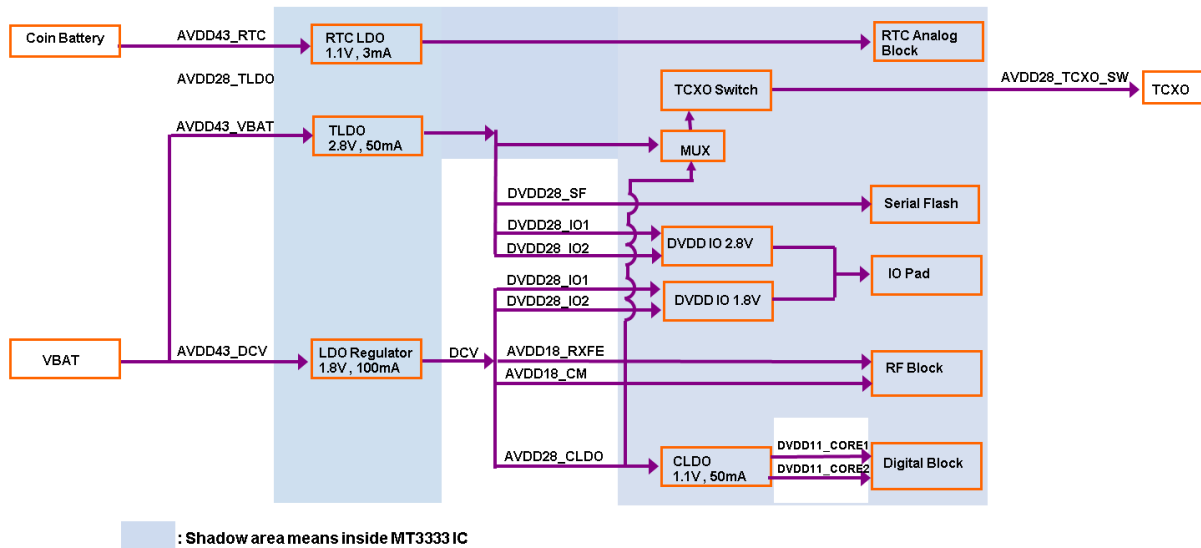 Coin Battery
AVDD43_RTC
RTC LDO
1.1V , 3mA
RTC Analog
Block
AVDD28_TLDO
TCXO Switch
AVDD28_TCXO_SW
TCXO
AVDD43_VBAT
TLDO
2.8V , 50mA
MUX
DVDD28_SF
Serial Flash
DVDD28_IO1
DVDD28_IO2
DVDD IO 2.8V
IO Pad
DVDD28_IO1
DVDD28_IO2
DVDD IO 1.8V
VBAT
AVDD43_DCV
LDO Regulator
1.8V , 100mA
DCV
AVDD18_RXFE
AVDD18_CM
RF Block
AVDD28_CLDO
CLDO
1.1V , 50mA
DVDD11_CORE1
DVDD11_CORE2
Digital Block
: Shadow area means inside MT3333 IC